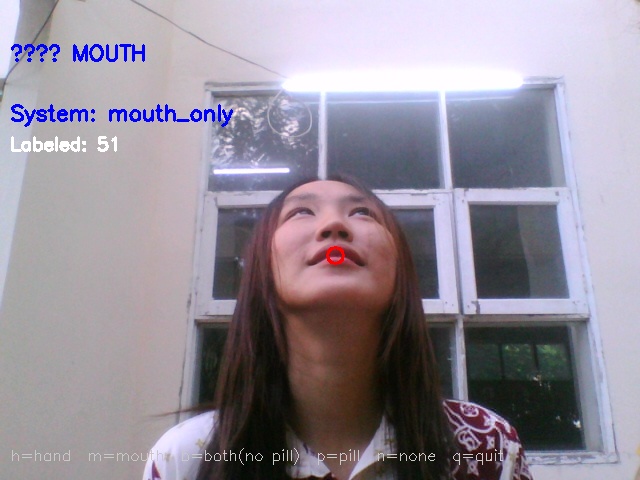 ???? MOUTH
System: mouth_only
Labeled: 51
h=hand m=mouth b=both(no pill) p=pill n=none q=quit